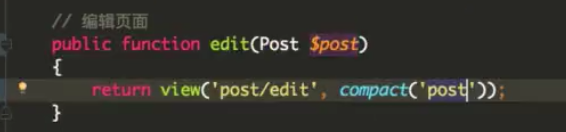 // 编辑页面
public function edit(Post $post)
{
return view('post/edit', compact('post'));
}